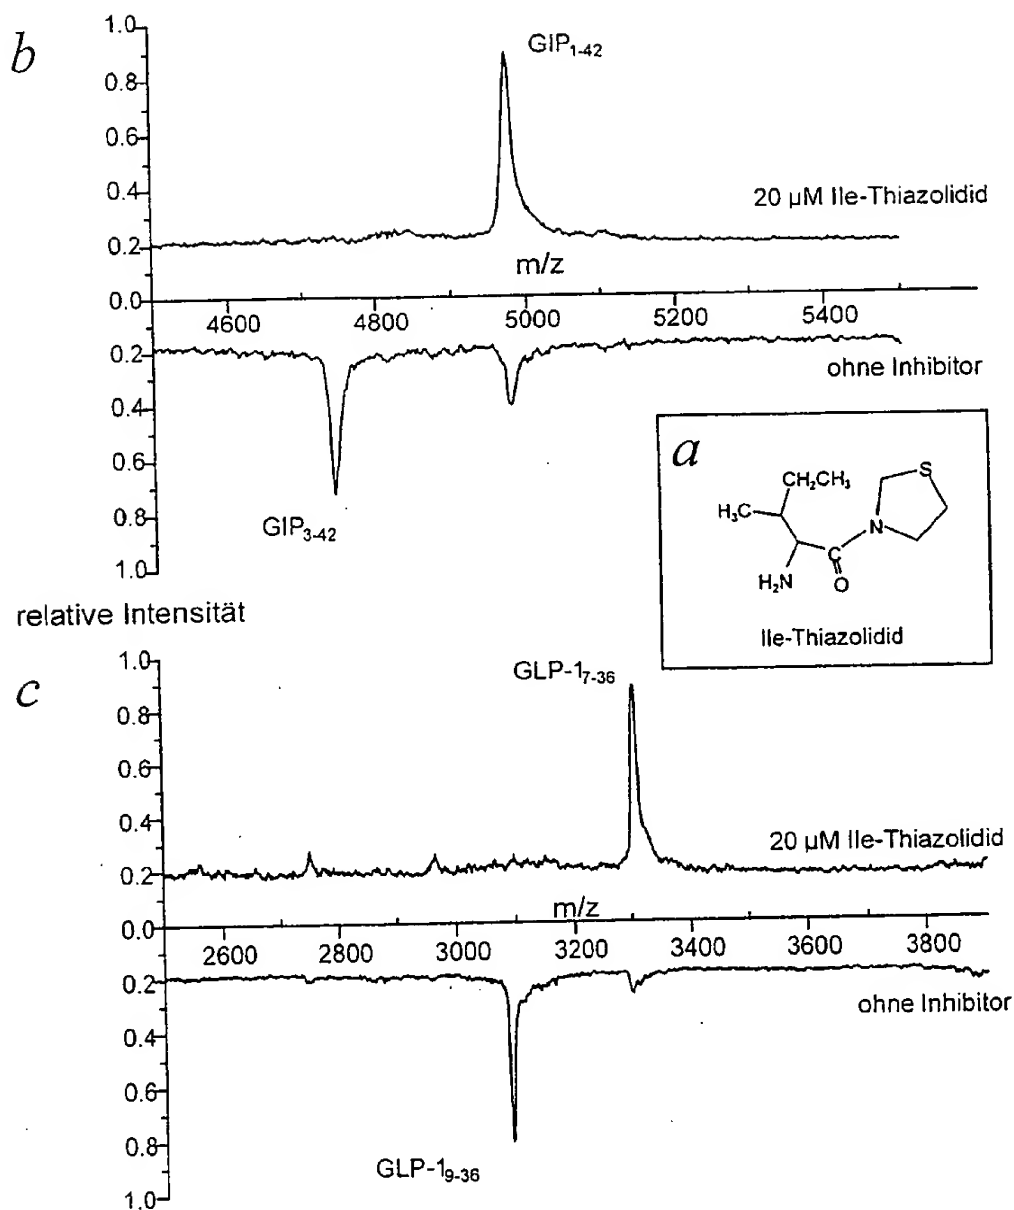 b
1.0
0.8
0.6
0.4
0.2
0.0
GIP1-42
20 µM Ile-Thiazolidid
m/z
4600 4800 5000 5200 5400
0.2
0.4
0.6
0.8
1.0
ohne Inhibitor
GIP3-42
a
CH2CH3
H3C
S
N
C
H2N
O
Ile-Thiazolidid
relative Intensität
c
1.0
0.8
0.6
0.4
0.2
0.0
GLP-17-36
20 µM Ile-Thiazolidid
m/z
2600 2800 3000 3200 3400 3600 3800
0.2
0.4
0.6
0.8
1.0
ohne Inhibitor
GLP-19-36